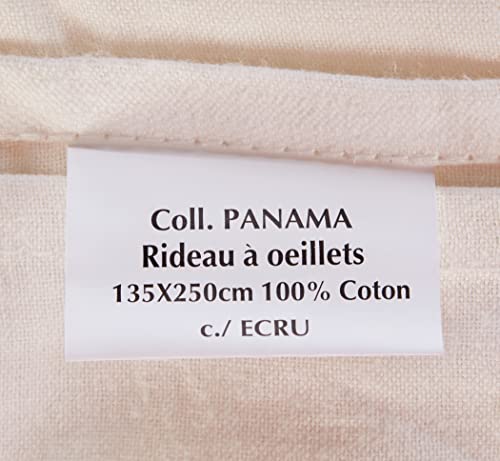 Coll. PANAMA
Rideau à oeillets
135X250cm 100% Coton
c./ ECRU